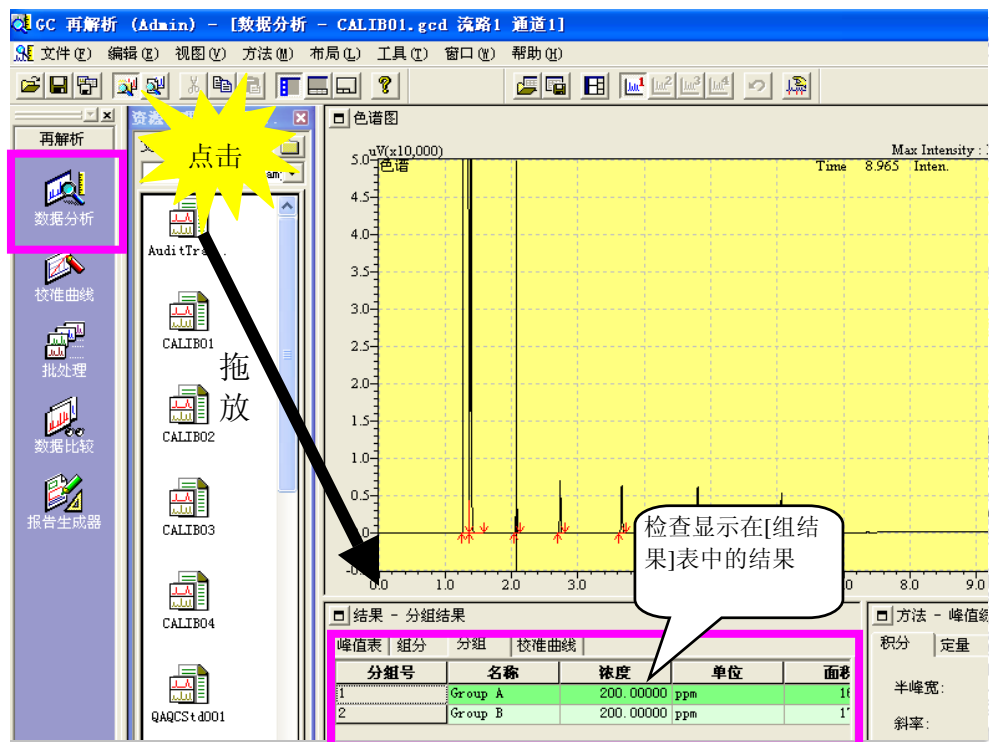 GC 再解析 (Admin) - [数据分析 - CALIB01.gcd 流路1 通道1]
文件(F) 编辑(E) 视图(V) 方法(M) 布局(L) 工具(T) 窗口(W) 帮助(H)
再解析
数据分析
校准曲线
批处理
数据比较
报告生成器
点击
CALIB01
CALIB02
CALIB03
CALIB04
QAQCStd001
拖
放
色谱图
uV(x10,000)
色谱
Max Intensity :
Time 8.965 Inten.
5.0
4.5
4.0
3.5
3.0
2.5
2.0
1.5
1.0
0.5
0.0 1.0 2.0 3.0 8.0 9.0
检查显示在[组结
果]表中的结果
结果 - 分组结果
峰值表 组分 分组 校准曲线
分组号 名称 浓度 单位
1 Group A 200.00000 ppm
2 Group B 200.00000 ppm
方法 - 峰值
积分 定量
半峰宽:
斜率: